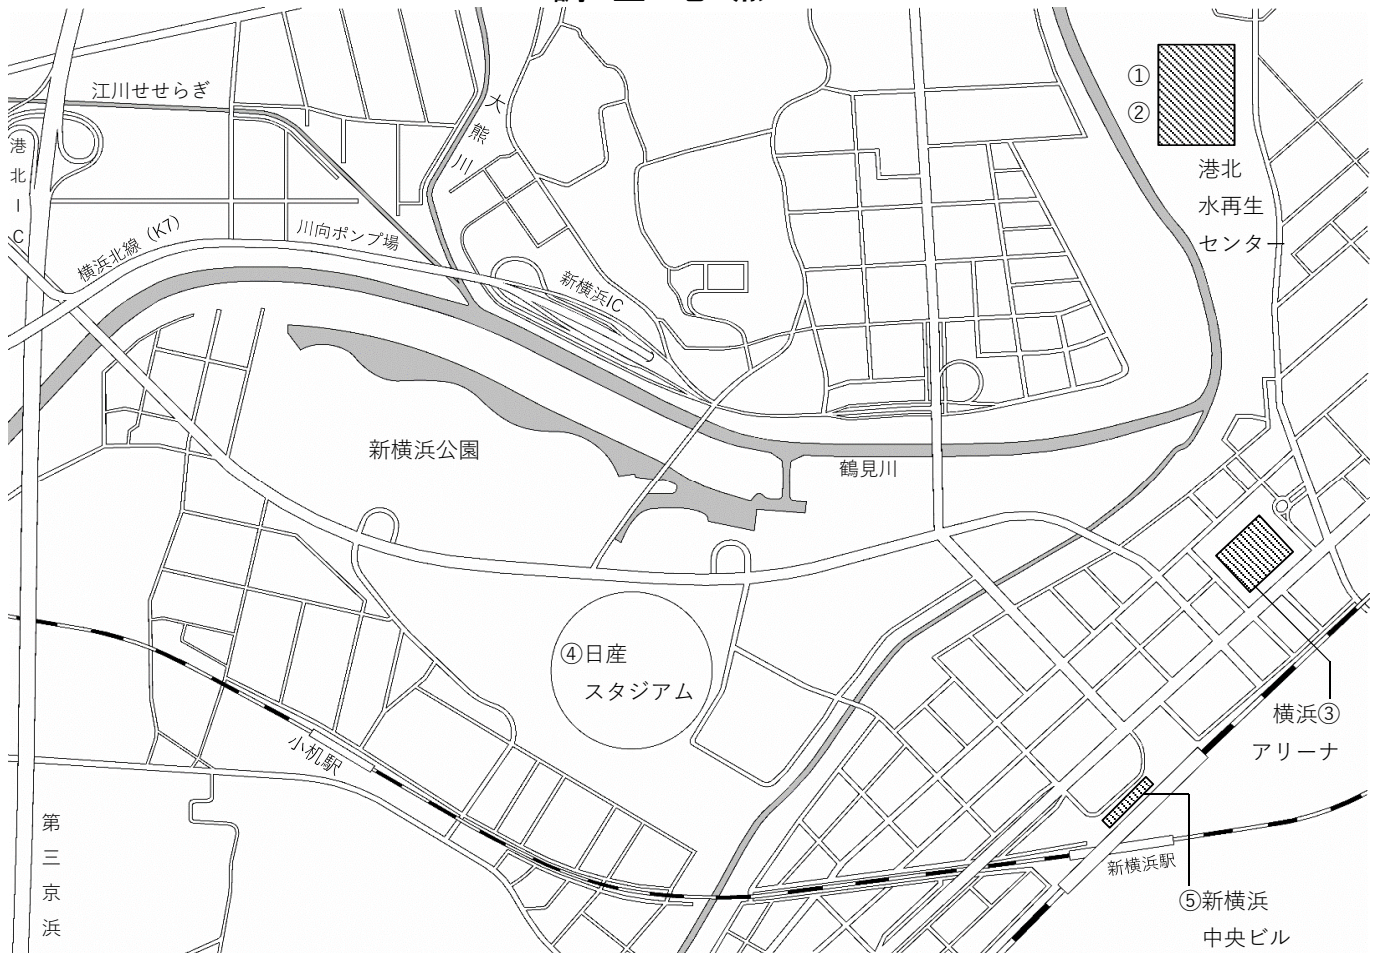 江川せせらぎ
大熊川
①
②
港北
水再生
センター
港北IC
横浜北線（K7）
川向ポンプ場
新横浜IC
新横浜公園
鶴見川
④日産
スタジアム
横浜③
アリーナ
小机駅
第三京浜
新横浜駅
⑤新横浜
中央ビル